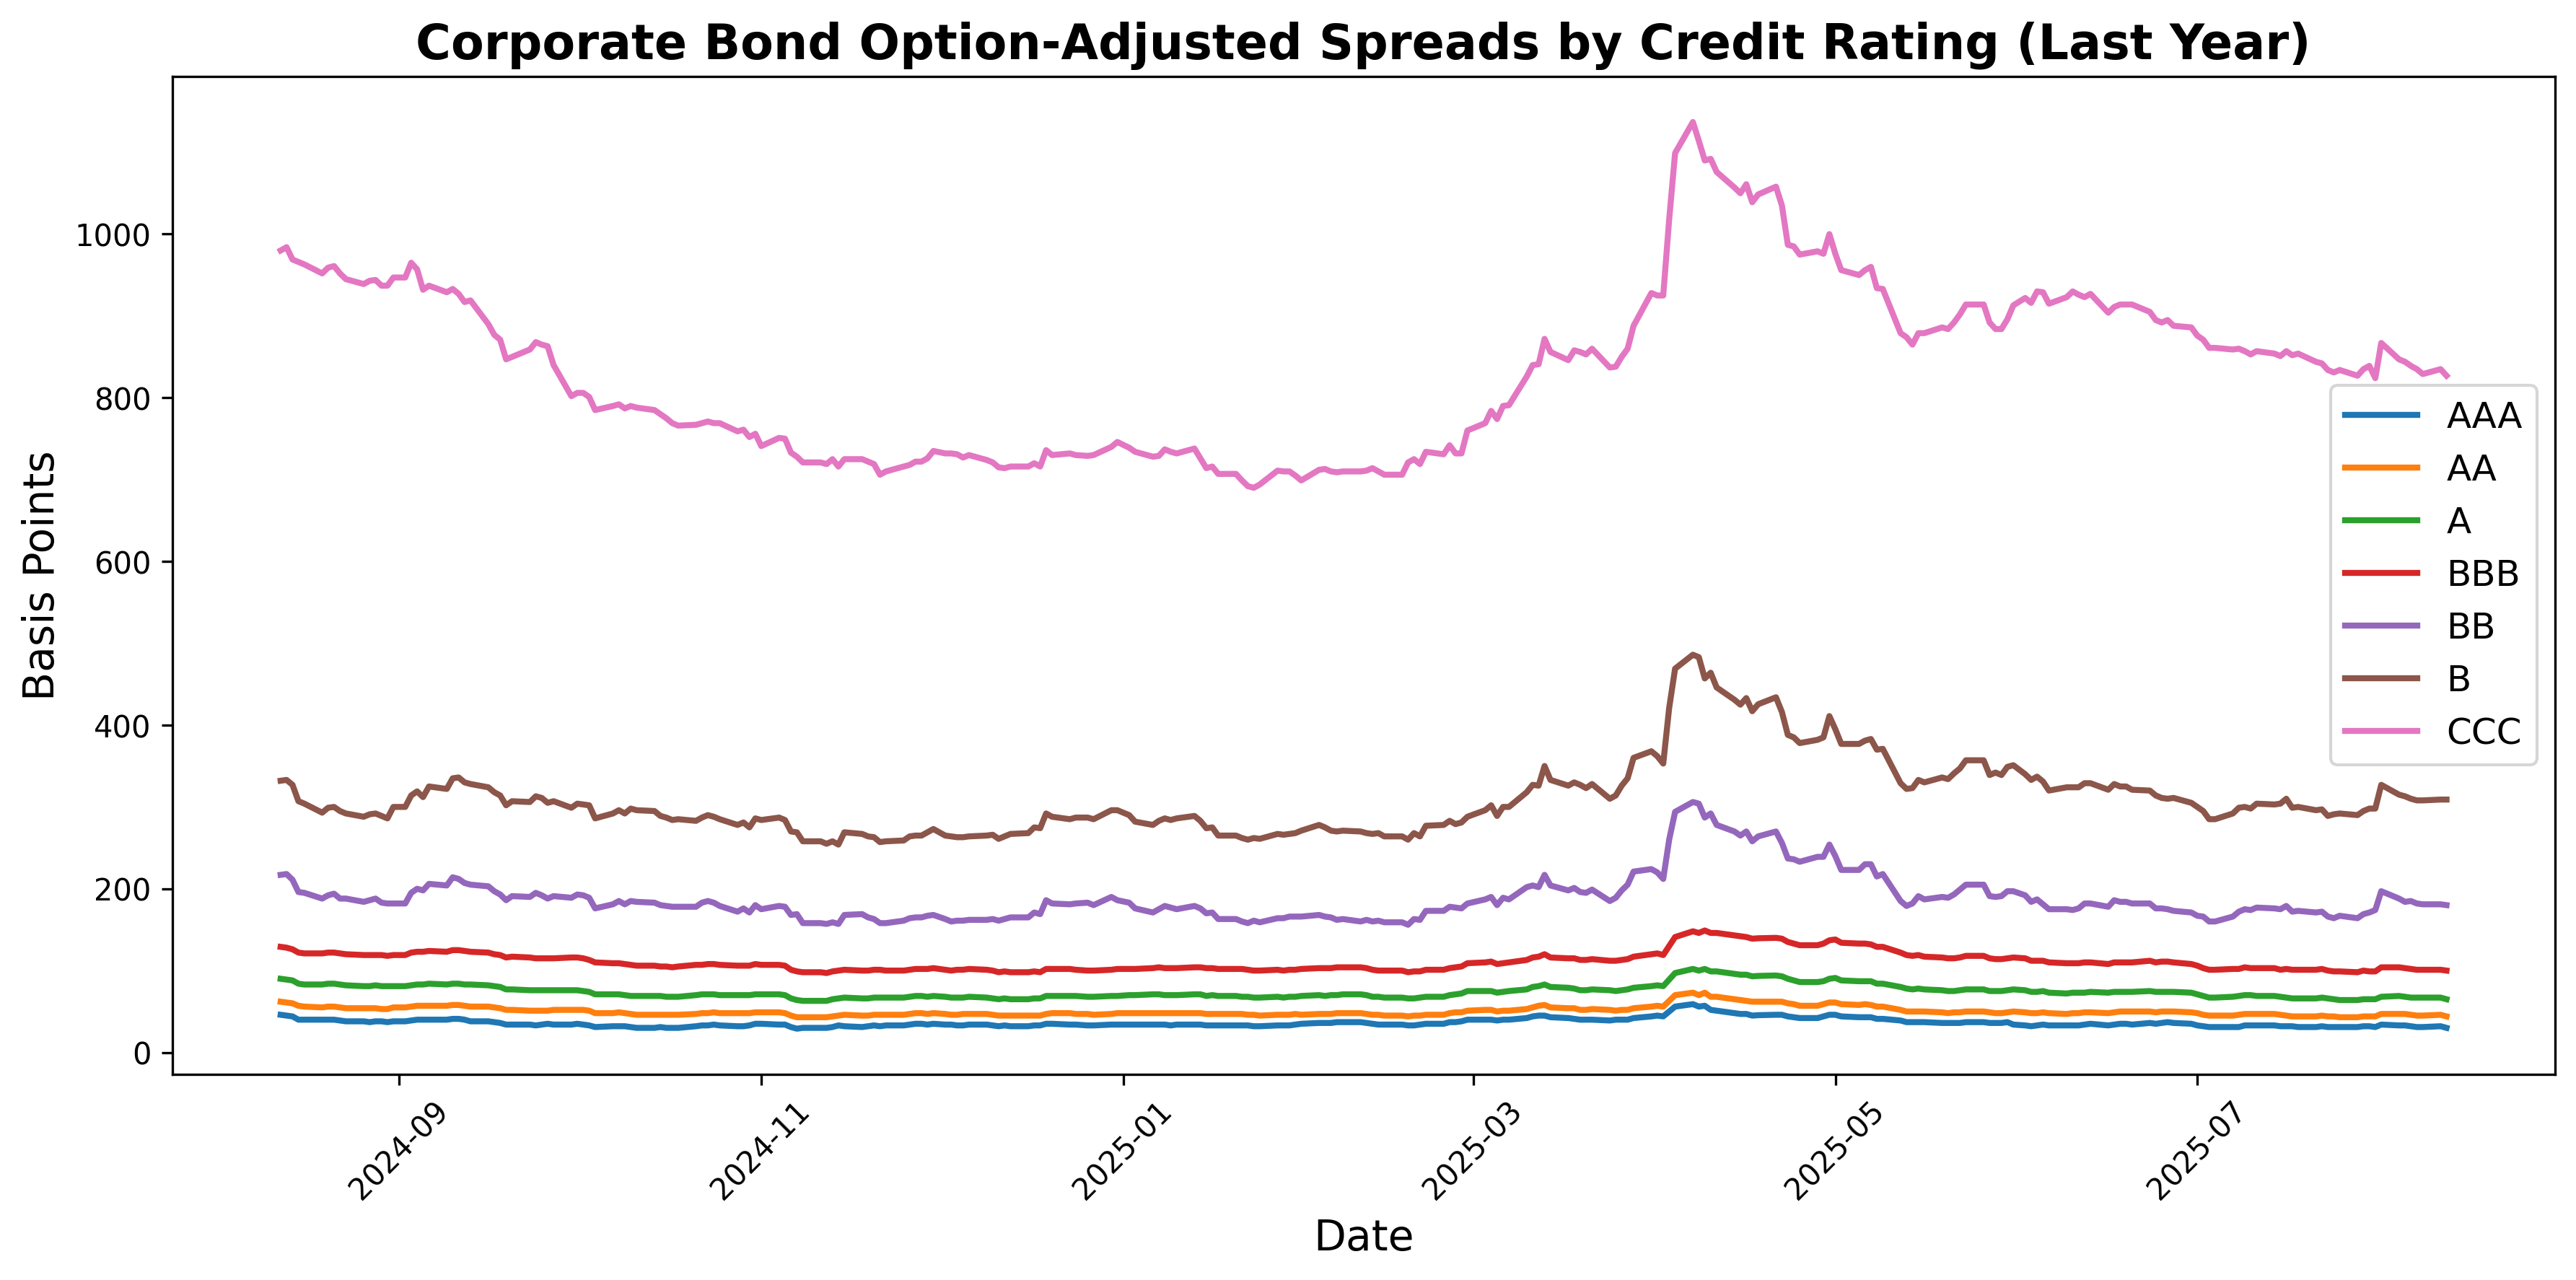 Corporate Bond Option-Adjusted Spreads by Credit Rating (Last Year)
Basis Points
1000
800
600
400
200
0
AAA
AA
A
BBB
BB
B
CCC
2024-09
2024-11
2025-01
2025-03
2025-05
2025-07
Date